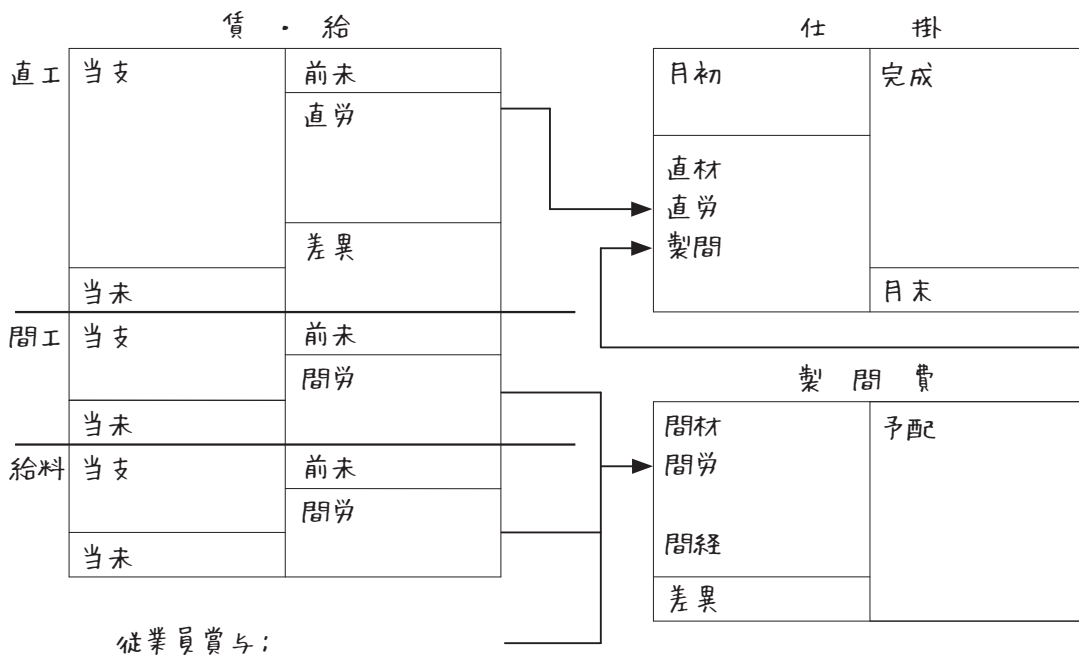 賃・給
直工 当支 前未
直労
差異
当未
間工 当支 前未
間労
当未
給料 当支 前未
間労
当未
従業員賞与;
仕掛
月初 完成
直材
直労
製間
月末
製間費
間材 予配
間労
間経
差異